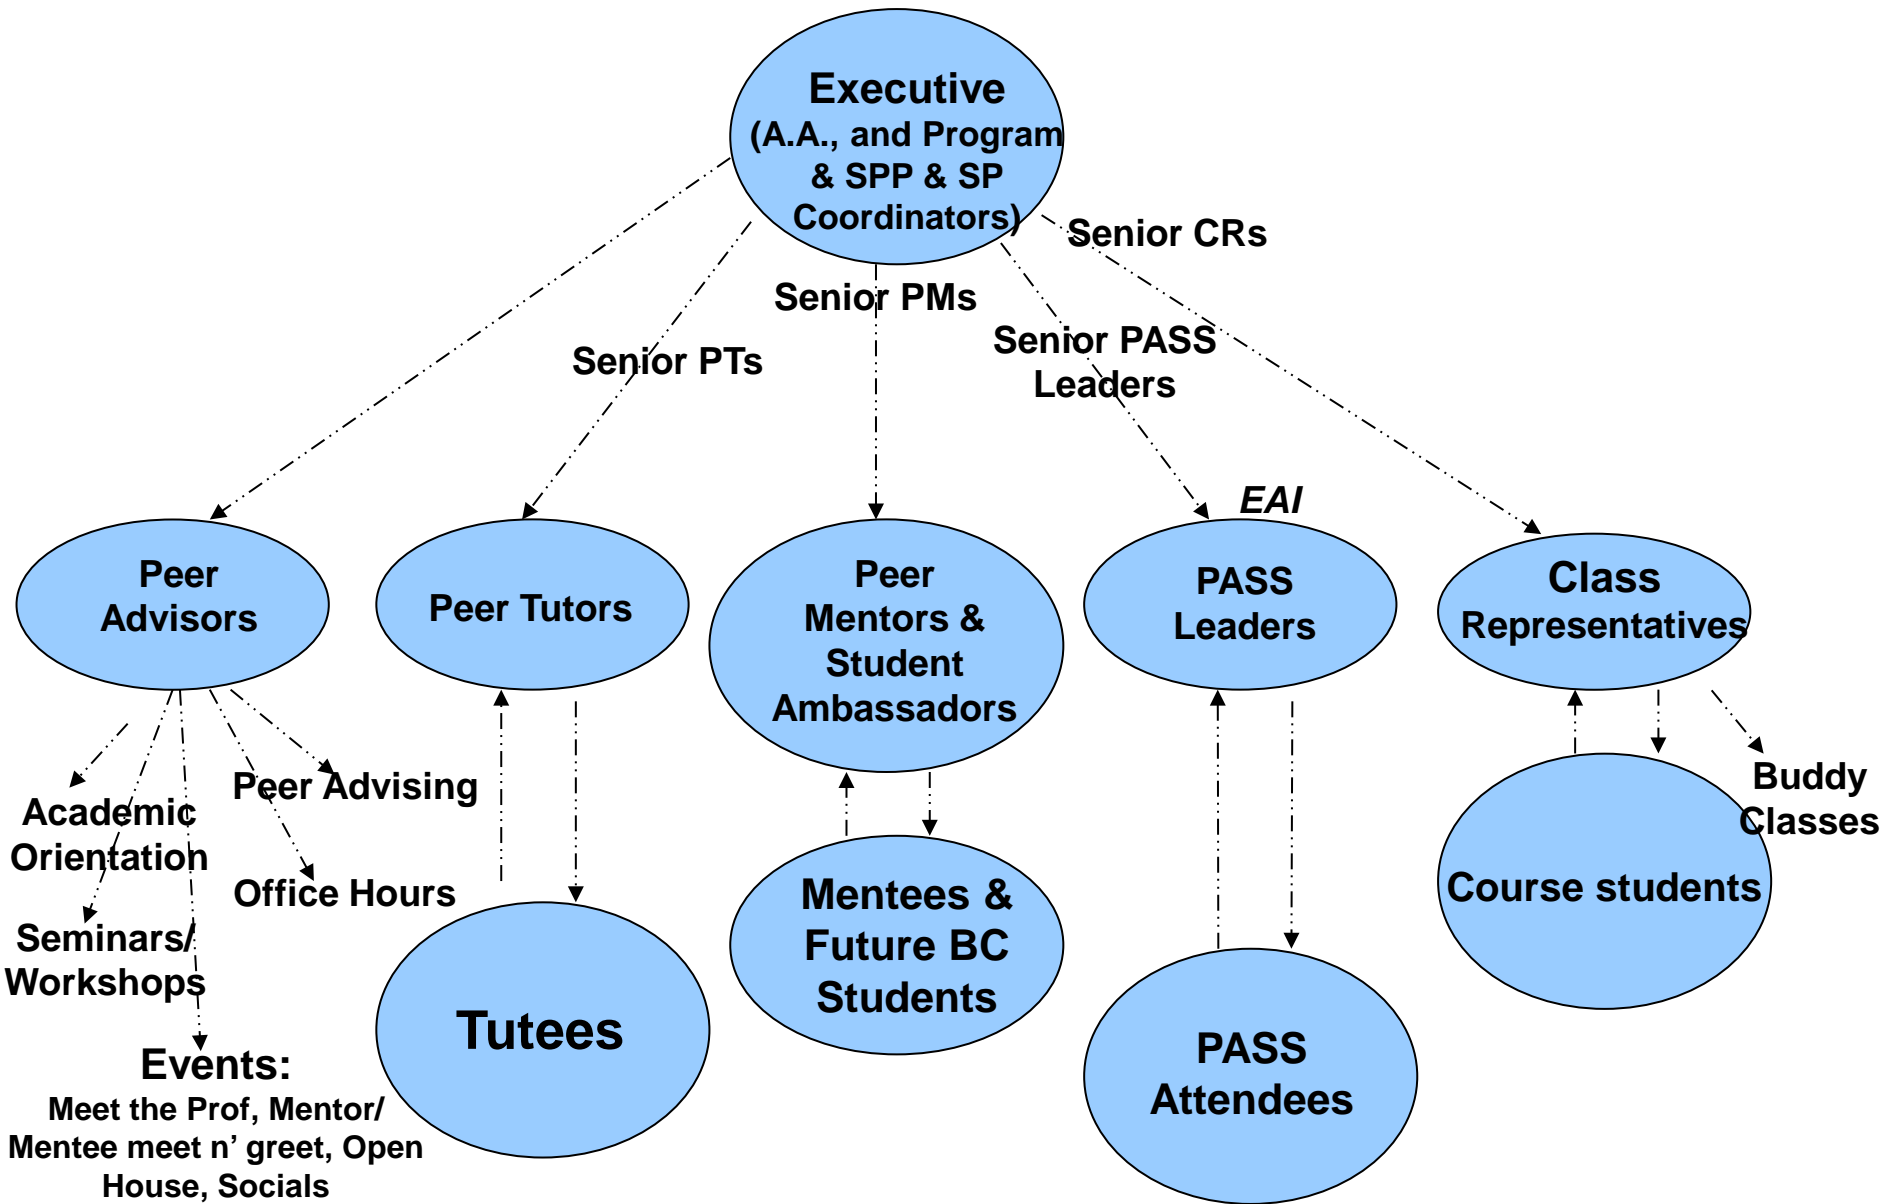 Executive
(A.A., and Program
& SPP & SP
Coordinators)
Senior CRs
Senior PMs
Senior PASS
Leaders
Senior PTs
EAI
Peer
Advisors
Peer Tutors
Peer
Mentors &
Student
Ambassadors
PASS
Leaders
Class
Representatives
Peer Advising
Academic
Orientation
Office Hours
Seminars/
Workshops
Events:
Meet the Prof, Mentor/
Mentee meet n’ greet, Open
House, Socials
Tutees
Mentees &
Future BC
Students
PASS
Attendees
Course students
Buddy
Classes